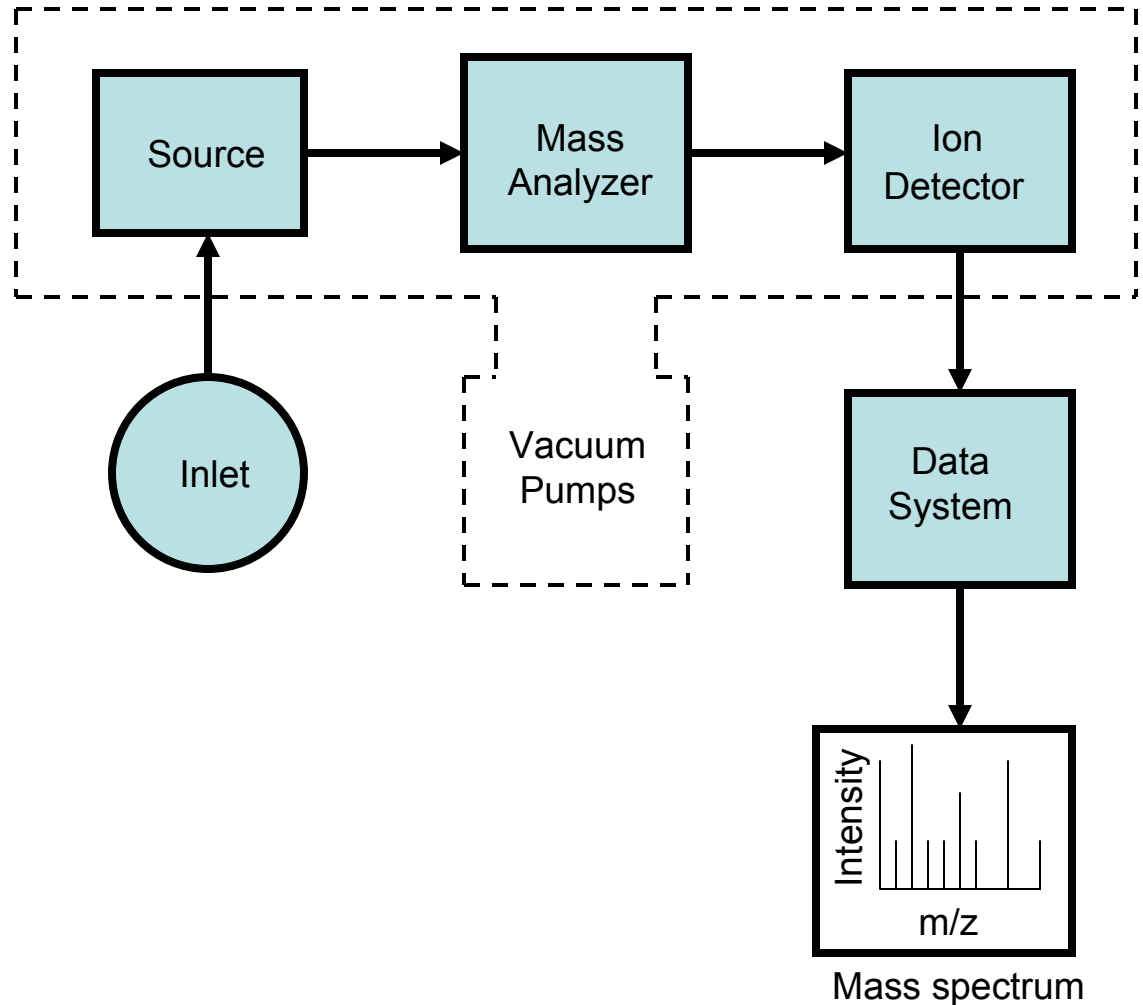 Source
Mass
Analyzer
Ion
Detector
Inlet
Vacuum
Pumps
Data
System
Intensity
m/z
Mass spectrum